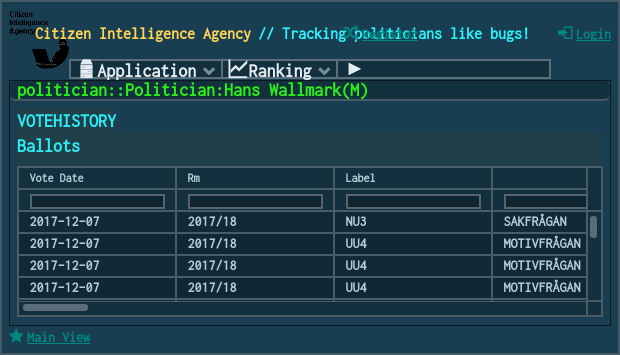 Citizen
Intelligence
Agency
Citizen Intelligence Agency // Tracking politicians like bugs!
Register
Login
Application
Ranking
politician::Politician:Hans Wallmark(M)
VOTEHISTORY
Ballots
Vote Date Rm Label
2017-12-07 2017/18 NU3 SAKFRÅGAN
2017-12-07 2017/18 UU4 MOTIVFRÅGAN
2017-12-07 2017/18 UU4 MOTIVFRÅGAN
2017-12-07 2017/18 UU4 MOTIVFRÅGAN
Main View